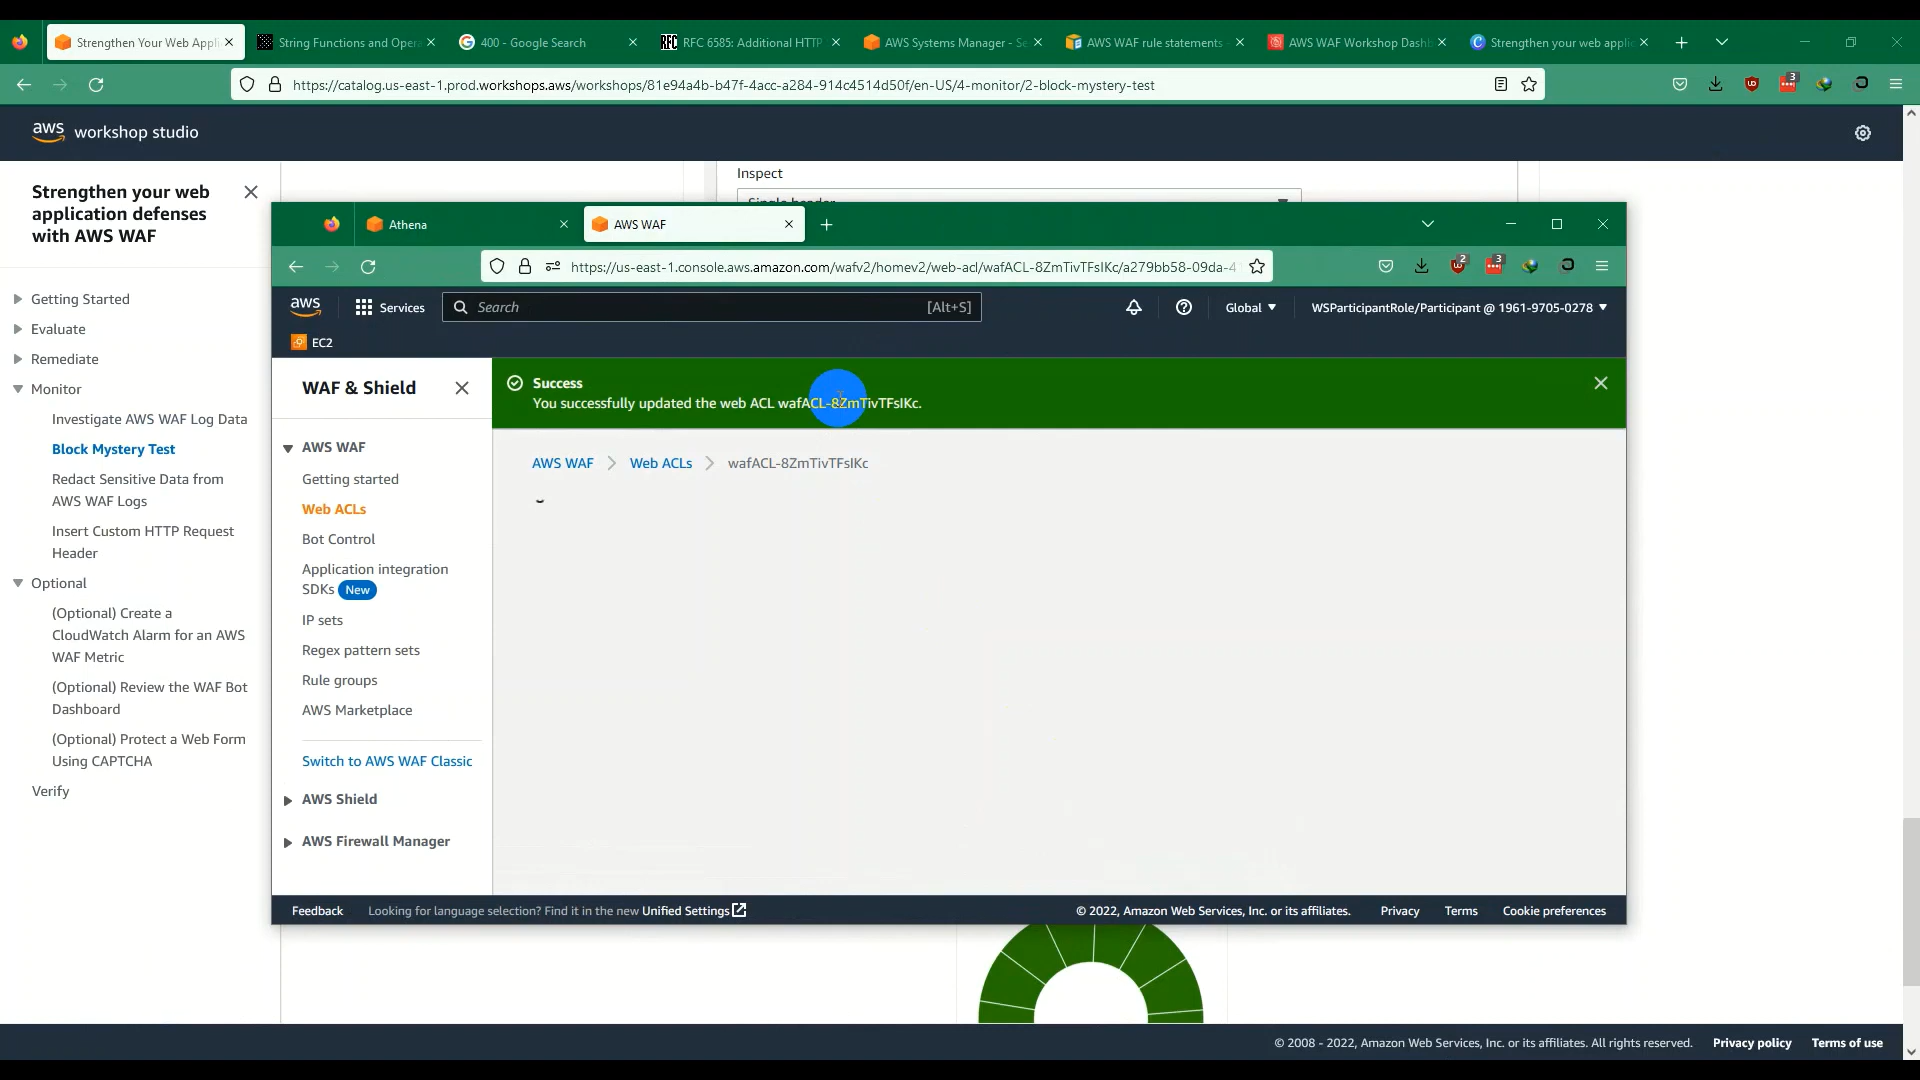 Strengthen Your Web Appli
String Functions and Oper
400 - Google Search
RFC 6585: Additional HTTP
AWS Systems Manager - Se
AWS WAF rule statements
AWS WAF Workshop Dashb
Strengthen your web applic
https://catalog.us-east-1.prod.workshops.aws/workshops/81e94a4b-b47f-4acc-a284-914c4514d50f/en-US/4-monitor/2-block-mystery-test
3
aws workshop studio
Strengthen your web
application defenses
with AWS WAF
Getting Started
Evaluate
Remediate
Monitor
Investigate AWS WAF Log Data
Block Mystery Test
Redact Sensitive Data from
AWS WAF Logs
Insert Custom HTTP Request
Header
Optional
(Optional) Create a
CloudWatch Alarm for an AWS
WAF Metric
(Optional) Review the WAF Bot
Dashboard
(Optional) Protect a Web Form
Using CAPTCHA
Verify
Inspect
Single header
Athena
AWS WAF
https://us-east-1.console.aws.amazon.com/wafv2/homev2/web-acl/wafACL-8ZmTivTFsIKc/a279bb58-09da-4
2
3
aws
Services
Search
[Alt+S]
Global
WSParticipantRole/Participant @ 1961-9705-0278
EC2
WAF & Shield
AWS WAF
Getting started
Web ACLs
Bot Control
Application integration
SDKs New
IP sets
Regex pattern sets
Rule groups
AWS Marketplace
Switch to AWS WAF Classic
AWS Shield
AWS Firewall Manager
Success
You successfully updated the web ACL wafACL-8ZmTivTFsIKc.
AWS WAF
Web ACLs
wafACL-8ZmTivTFsIKc
Feedback
Looking for language selection? Find it in the new Unified Settings
© 2022, Amazon Web Services, Inc. or its affiliates.
Privacy
Terms
Cookie preferences
© 2008 - 2022, Amazon Web Services, Inc. or its affiliates. All rights reserved.
Privacy policy
Terms of use